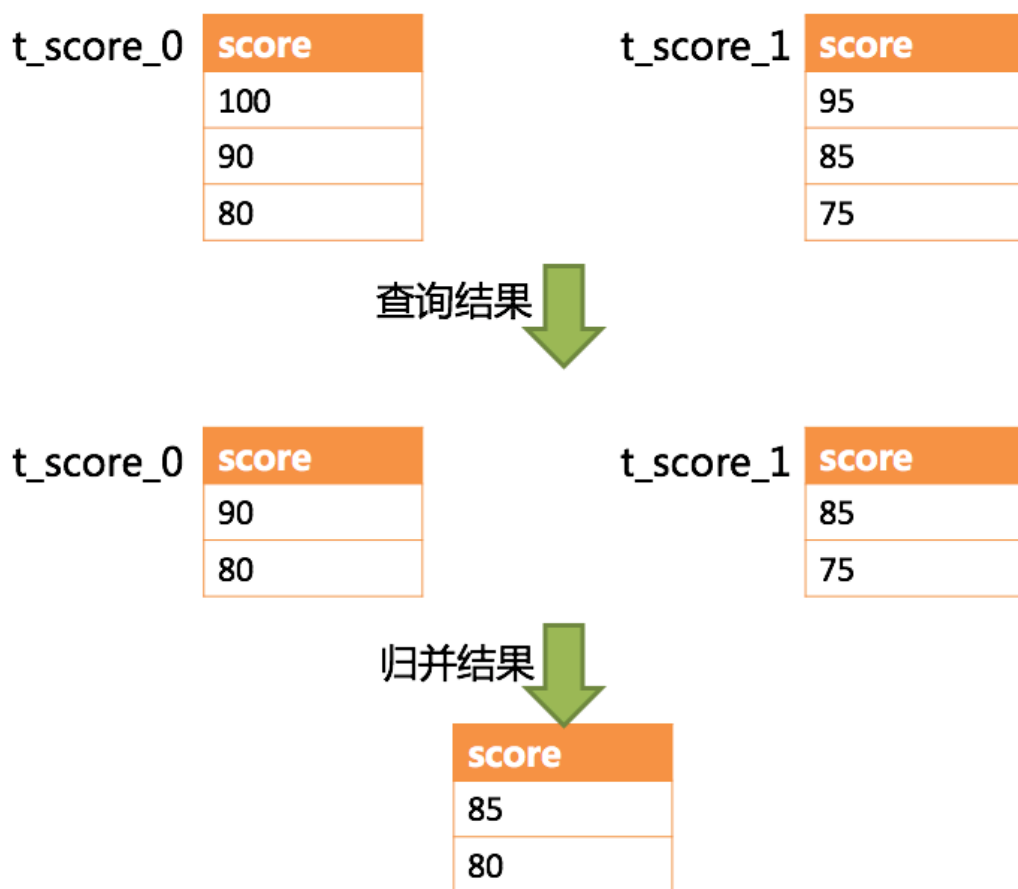 t_score_0 score t_score_1 score
100 95
90 85
80 75
查询结果
t_score_0 score t_score_1 score
90 85
80 75
归并结果
score
85
80